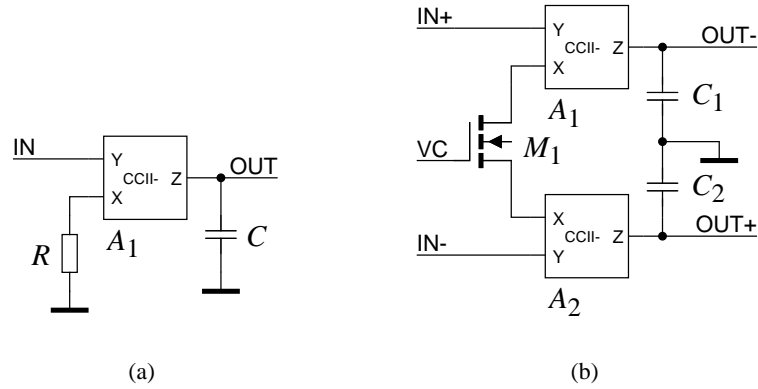 IN
Y
X
CCII-
Z
OUT
A1
R
C
(a)
IN+
Y
X
CCII-
Z
OUT-
A1
C1
VC
M1
C2
X
Y
CCII-
Z
IN-
OUT+
A2
(b)